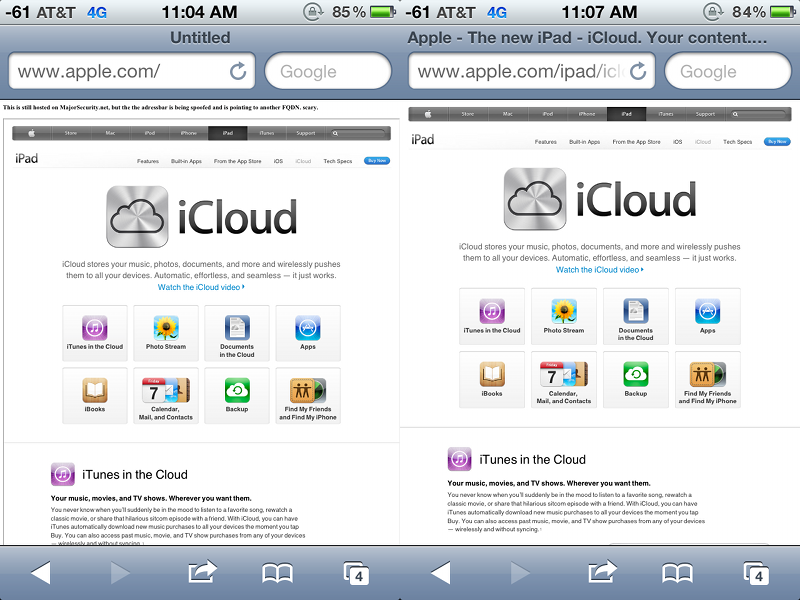 -61 AT&T 4G 11:04 AM 85%
Untitled
www.apple.com/
Google
This is still hosted on MajorSecurity.net, but the the adressbar is being spoofed and is pointing to another FQDN. scary.
Store Mac iPod iPhone iPad iTunes Support
iPad
Features Built-in Apps From the App Store iOS iCloud Tech Specs Buy Now
iCloud
iCloud stores your music, photos, documents, and more and wirelessly pushes
them to all your devices. Automatic, effortless, and seamless — it just works.
Watch the iCloud video
iTunes in the Cloud Photo Stream Documents in the Cloud Apps
iBooks 7 Calendar, Mail, and Contacts Backup Find My Friends and Find My iPhone
iTunes in the Cloud
Your music, movies, and TV shows. Wherever you want them.
You never know when you'll suddenly be in the mood to listen to a favorite song, rewatch a
classic movie, or share that hilarious sitcom episode with a friend. With iCloud, you can have
iTunes automatically download new music purchases to all your devices the moment you tap
Buy. You can also access past music, movie, and TV show purchases from any of your devices
— wirelessly and without syncing.
4
-61 AT&T 4G 11:07 AM 84%
Apple - The new iPad - iCloud. Your content....
www.apple.com/ipad/icl
Google
Store Mac iPod iPhone iPad iTunes Support
iPad
Features Built-in Apps From the App Store iOS iCloud Tech Specs Buy Now
iCloud
iCloud stores your music, photos, documents, and more and wirelessly pushes
them to all your devices. Automatic, effortless, and seamless — it just works.
Watch the iCloud video
iTunes in the Cloud Photo Stream Documents in the Cloud Apps
iBooks 7 Calendar, Mail, and Contacts Backup Find My Friends and Find My iPhone
iTunes in the Cloud
Your music, movies, and TV shows. Wherever you want them.
You never know when you'll suddenly be in the mood to listen to a favorite song, rewatch a
classic movie, or share that hilarious sitcom episode with a friend. With iCloud, you can have
iTunes automatically download new music purchases to all your devices the moment you tap
Buy. You can also access past music, movie, and TV show purchases from any of your devices
— wirelessly and without syncing.
4